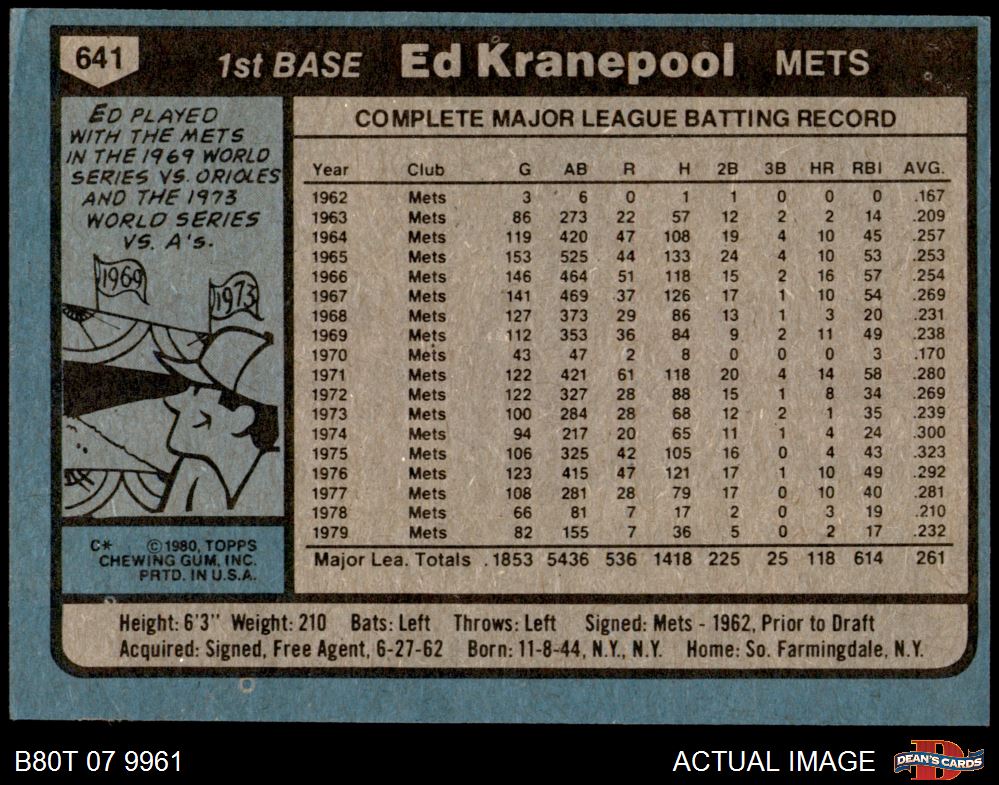 641
1st BASE Ed Kranepool METS
ED PLAYED
WITH THE METS
IN THE 1969 WORLD
SERIES VS. ORIOLES
AND THE 1973
WORLD SERIES
VS. A's.
1969
1973
C* © 1980, TOPPS
CHEWING GUM, INC.
PRTD. IN U.S.A.
COMPLETE MAJOR LEAGUE BATTING RECORD
Year Club G AB R H 2B 3B HR RBI AVG.
1962 Mets 3 6 0 1 1 0 0 0 .167
1963 Mets 86 273 22 57 12 2 2 14 .209
1964 Mets 119 420 47 108 19 4 10 45 .257
1965 Mets 153 525 44 133 24 4 10 53 .253
1966 Mets 146 464 51 118 15 2 16 57 .254
1967 Mets 141 469 37 126 17 1 10 54 .269
1968 Mets 127 373 29 86 13 1 3 20 .231
1969 Mets 112 353 36 84 9 2 11 49 .238
1970 Mets 43 47 2 8 0 0 0 3 .170
1971 Mets 122 421 61 118 20 4 14 58 .280
1972 Mets 122 327 28 88 15 1 8 34 .269
1973 Mets 100 284 28 68 12 2 1 35 .239
1974 Mets 94 217 20 65 11 1 4 24 .300
1975 Mets 106 325 42 105 16 0 4 43 .323
1976 Mets 123 415 47 121 17 1 10 49 .292
1977 Mets 108 281 28 79 17 0 10 40 .281
1978 Mets 66 81 7 17 2 0 3 19 .210
1979 Mets 82 155 7 36 5 0 2 17 .232
Major Lea. Totals 1853 5436 536 1418 225 25 118 614 261
Height: 6'3" Weight: 210 Bats: Left Throws: Left Signed: Mets - 1962, Prior to Draft
Acquired: Signed, Free Agent, 6-27-62 Born: 11-8-44, N.Y., N.Y. Home: So. Farmingdale, N.Y.
B80T 07 9961 ACTUAL IMAGE D DEAN'S CARDS